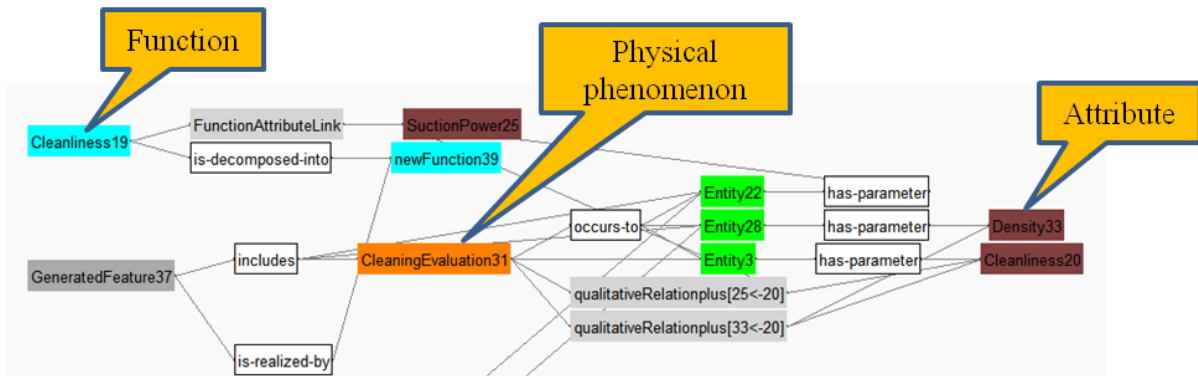 Function
Physical
phenomenon
Attribute
FunctionAttributeLink
SuctionPower25
Cleanliness19
is-decomposed-into
newFunction39
Entity22
has-parameter
occurs-to
Entity28
has-parameter
Density33
includes
CleaningEvaluation31
Entity3
has-parameter
Cleanliness20
GeneratedFeature37
qualitativeRelationplus[25<-20]
qualitativeRelationplus[33<-20]
is-realized-by